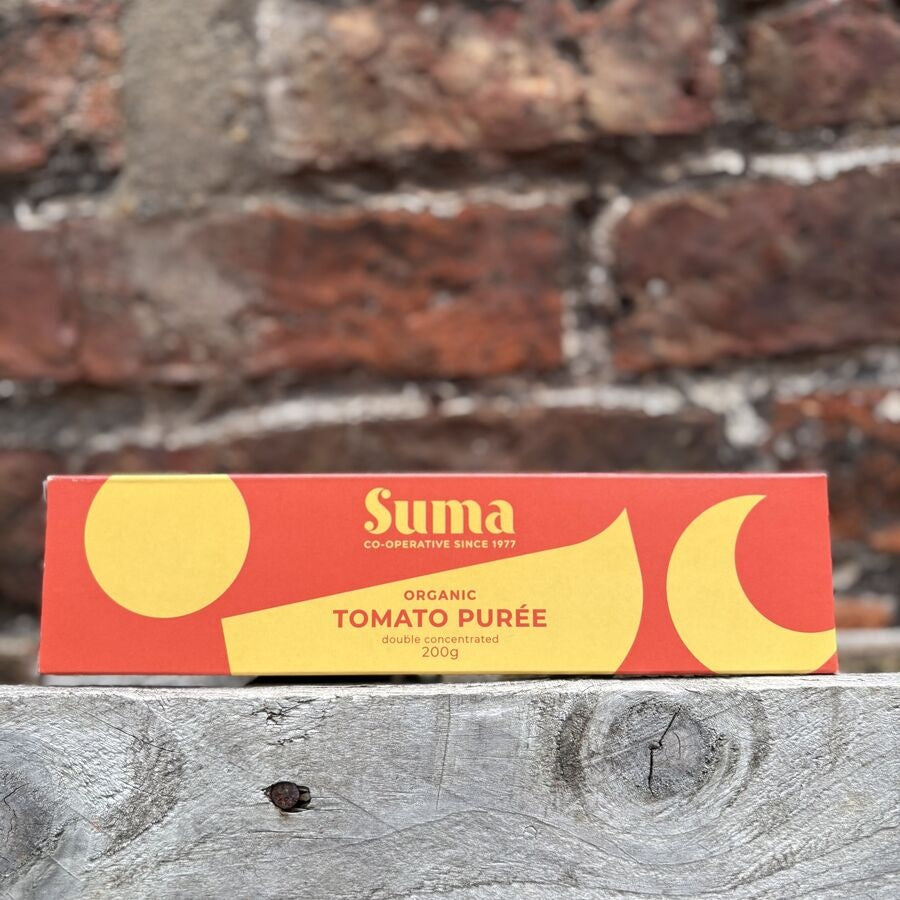 Suma
CO-OPERATIVE SINCE 1977
ORGANIC
TOMATO PURÉE
double concentrated
200g